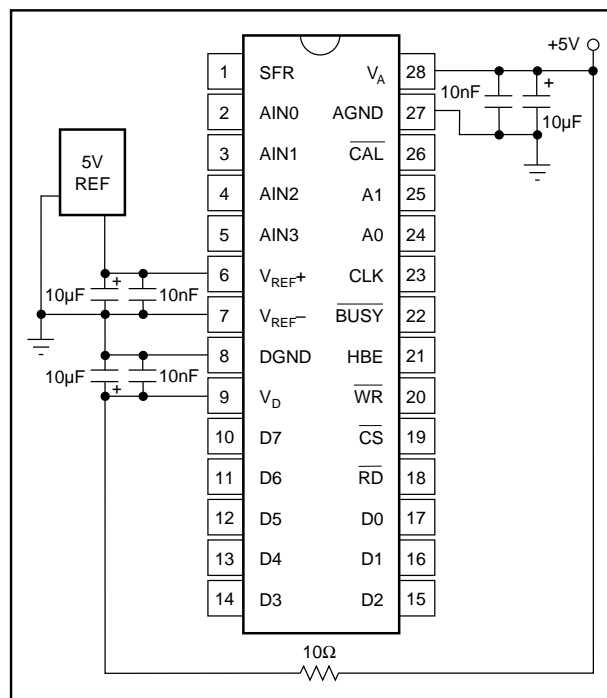 +5V
1 SFR VA 28
10nF
2 AIN0 AGND 27
+
10µF
5V
REF
3 AIN1 CAL 26
4 AIN2 A1 25
5 AIN3 A0 24
6 VREF+ CLK 23
10µF + 10nF
7 VREF– BUSY 22
8 DGND HBE 21
10µF + 10nF
9 VD WR 20
10 D7 CS 19
11 D6 RD 18
12 D5 D0 17
13 D4 D1 16
14 D3 D2 15
10Ω